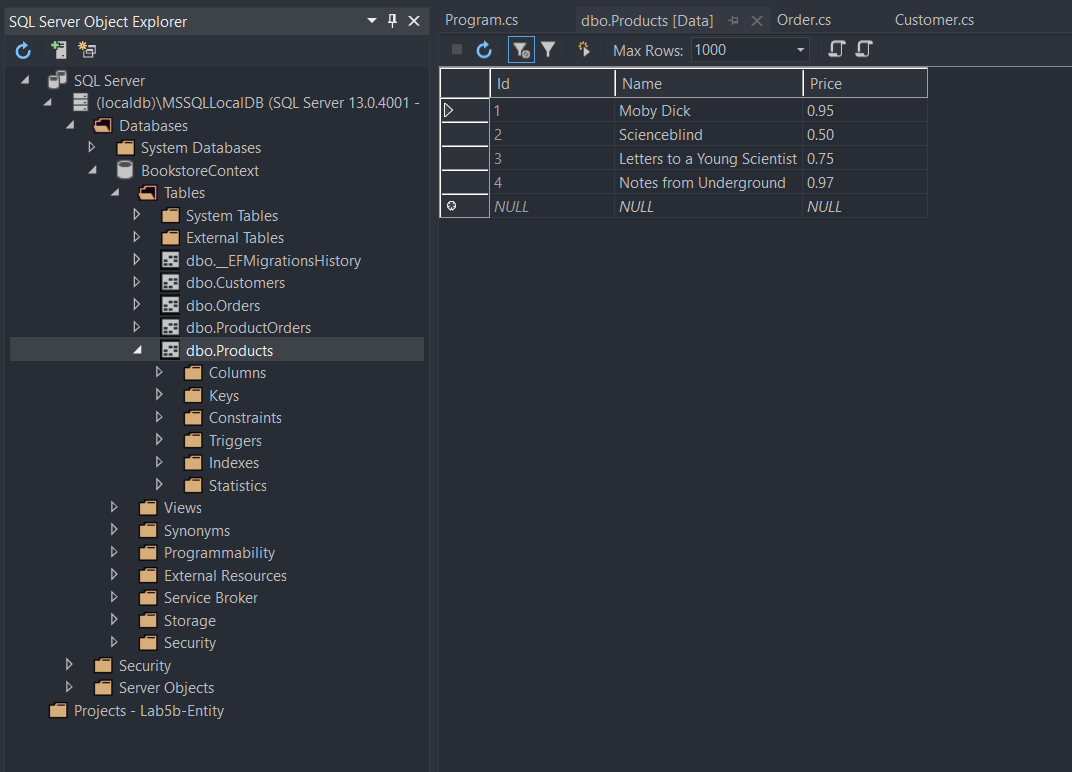 SQL Server Object Explorer
SQL Server
(localdb)\MSSQLLocalDB (SQL Server 13.0.4001 -
Databases
System Databases
BookstoreContext
Tables
System Tables
External Tables
dbo.__EFMigrationsHistory
dbo.Customers
dbo.Orders
dbo.ProductOrders
dbo.Products
Columns
Keys
Constraints
Triggers
Indexes
Statistics
Views
Synonyms
Programmability
External Resources
Service Broker
Storage
Security
Security
Server Objects
Projects - Lab5b-Entity
Program.cs dbo.Products [Data] Order.cs Customer.cs
Max Rows: 1000
Id Name Price
1 Moby Dick 0.95
2 Scienceblind 0.50
3 Letters to a Young Scientist 0.75
4 Notes from Underground 0.97
NULL NULL NULL